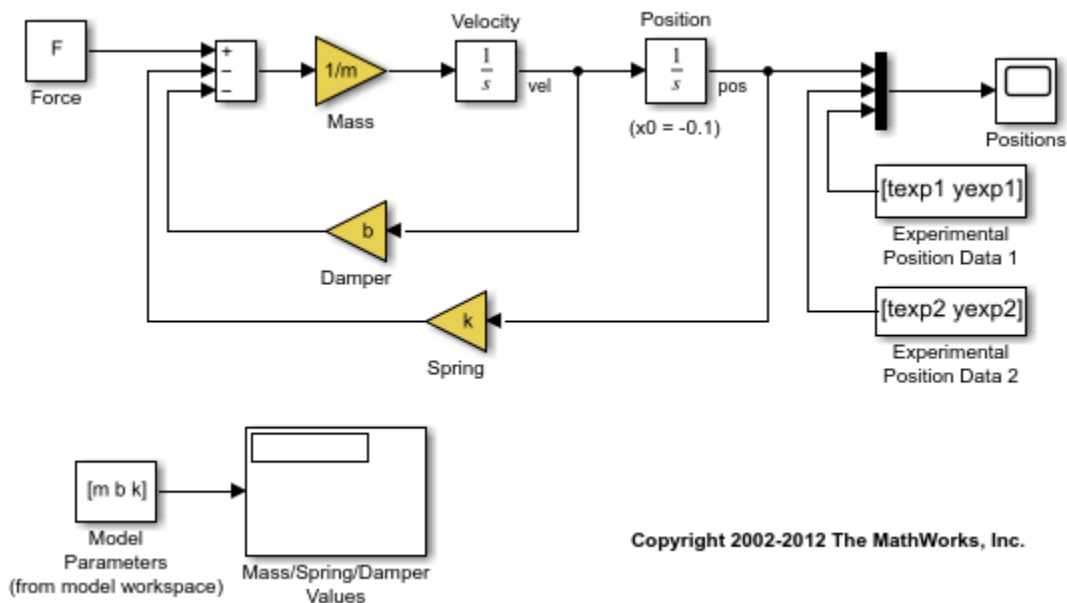 Velocity
Position
F
+
−
−
1/m
1
s
vel
1
s
pos
Force
Mass
(x0 = -0.1)
Positions
[texp1 yexp1]
Experimental
Position Data 1
b
Damper
[texp2 yexp2]
Experimental
Position Data 2
k
Spring
[m b k]
Model
Parameters
(from model workspace)
Mass/Spring/Damper
Values
Copyright 2002-2012 The MathWorks, Inc.